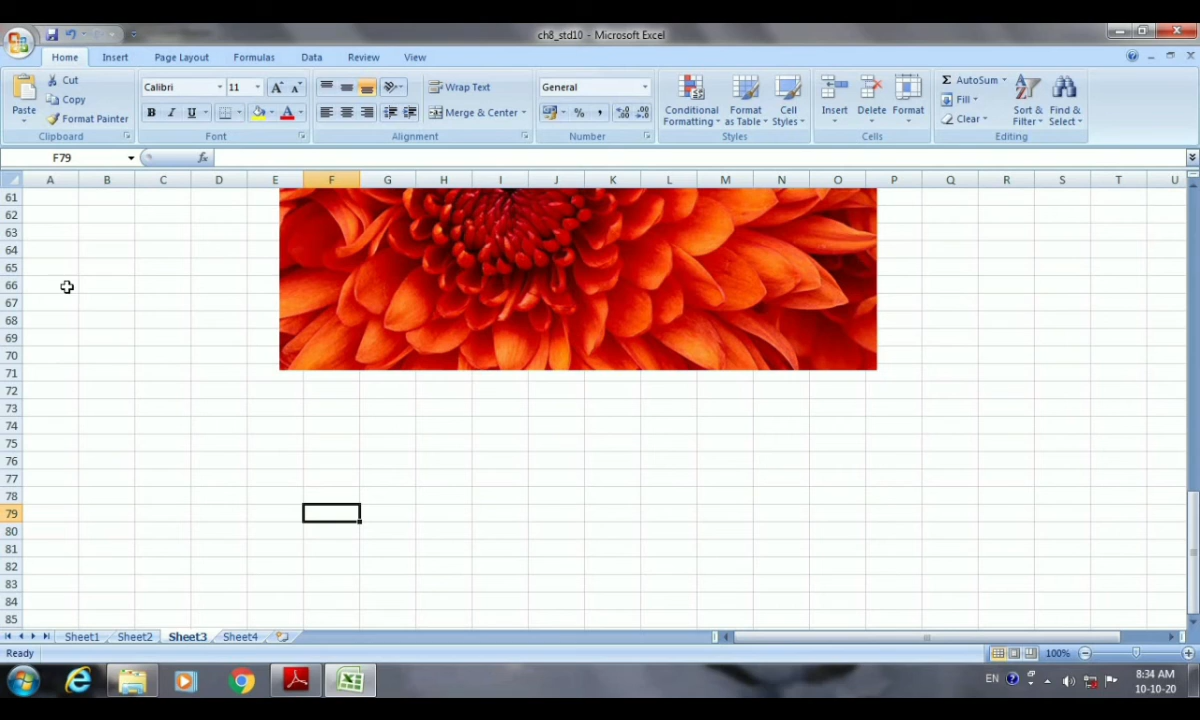 ch8_std10 - Microsoft Excel
Home Insert Page Layout Formulas Data Review View
Paste
Cut
Copy
Format Painter
Clipboard
Calibri 11
B I U
Font
Wrap Text
Merge & Center
Alignment
General
% ,
Number
Conditional Formatting
Format as Table
Cell Styles
Styles
Insert Delete Format
Cells
Σ AutoSum
Fill
Clear
Sort & Filter
Find & Select
Editing
F79 fx
A B C D E F G H I J K L M N O P Q R S T U
61
62
63
64
65
66
67
68
69
70
71
72
73
74
75
76
77
78
79
80
81
82
83
84
85
Sheet1 Sheet2 Sheet3 Sheet4
Ready 100%
EN 8:34 AM
10-10-20